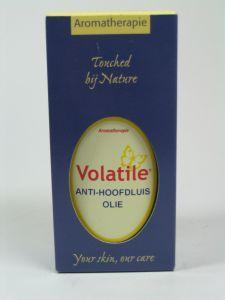 Aromatherapie
Touched
bij Nature
Aromatherapie
Volatile®
ANTI-HOOFDLUIS
OLIE
Your skin, our care